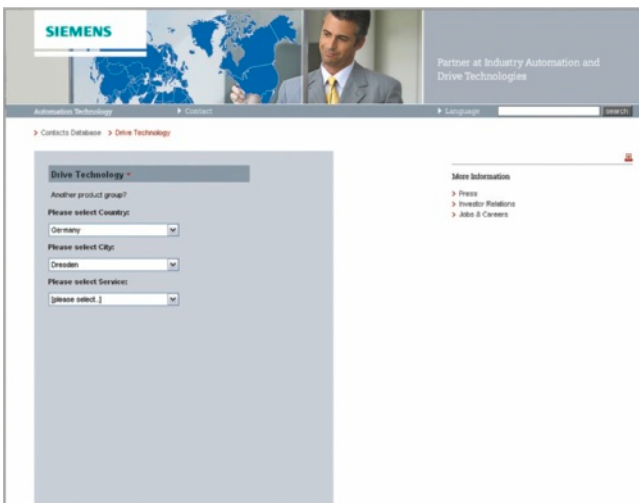 SIEMENS
Partner at Industry Automation and
Drive Technologies
Automation Technology
Contact
Language
search
Contacts Database
Drive Technology
Drive Technology
Another product group?
Please select Country:
Germany
Please select City:
Dresden
Please select Service:
[please select..]
More Information
Press
Investor Relations
Jobs & Careers